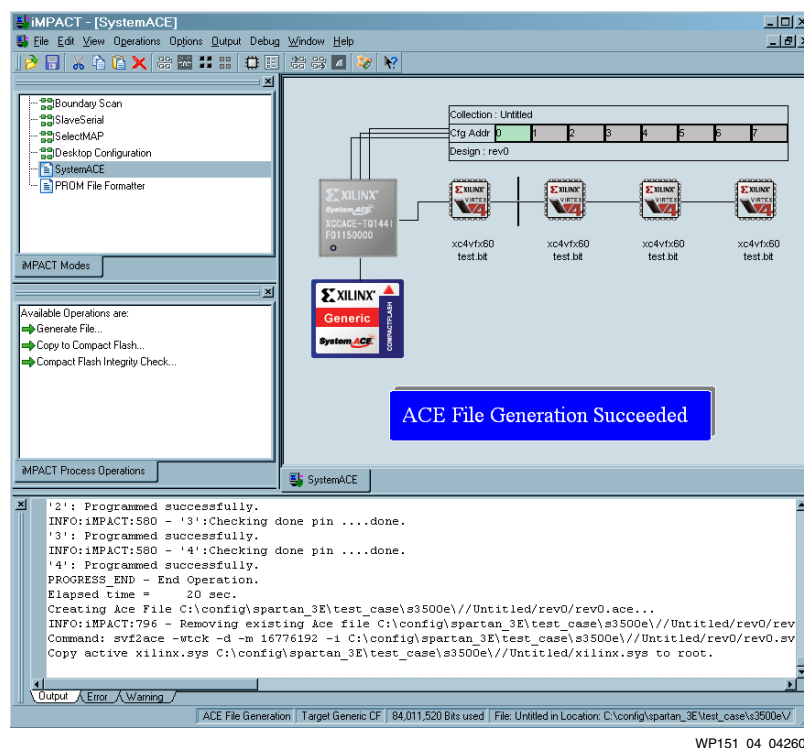 iMPACT - [SystemACE]
File Edit View Operations Options Output Debug Window Help
Boundary Scan
SlaveSerial
SelectMAP
Desktop Configuration
SystemACE
PROM File Formatter
iMPACT Modes
Available Operations are:
Generate File...
Copy to Compact Flash...
Compact Flash Integrity Check...
iMPACT Process Operations
Collection : Untitled
Cfg Addr 0 1 2 3 4 5 6 7
Design : rev0
XILINX
System ACE
XCCACE-TQ144I
F01150000
XILINX VIRTEX 4
XILINX VIRTEX 4
XILINX VIRTEX 4
XILINX VIRTEX 4
xc4vfx60 xc4vfx60 xc4vfx60 xc4vfx60
test.bit test.bit test.bit test.bit
XILINX
Generic
System ACE
COMPACTFLASH
ACE File Generation Succeeded
SystemACE
'2': Programmed successfully.
INFO:iMPACT:580 - '3':Checking done pin ....done.
'3': Programmed successfully.
INFO:iMPACT:580 - '4':Checking done pin ....done.
'4': Programmed successfully.
PROGRESS_END - End Operation.
Elapsed time = 20 sec.
Creating Ace File C:\config\spartan_3E\test_case\s3500e\//Untitled/rev0/rev0.ace...
INFO:iMPACT:796 - Removing existing Ace file C:\config\spartan_3E\test_case\s3500e\//Untitled/rev0/rev
Command: svf2ace -wtck -d -m 16776192 -i C:\config\spartan_3E\test_case\s3500e\//Untitled/rev0/rev0.sv
Copy active xilinx.sys C:\config\spartan_3E\test_case\s3500e\//Untitled/xilinx.sys to root.
Output Error Warning
ACE File Generation Target Generic CF 84,011,520 Bits used File: Untitled in Location: C:\config\spartan_3E\test_case\s3500e\/
WP151_04_04260